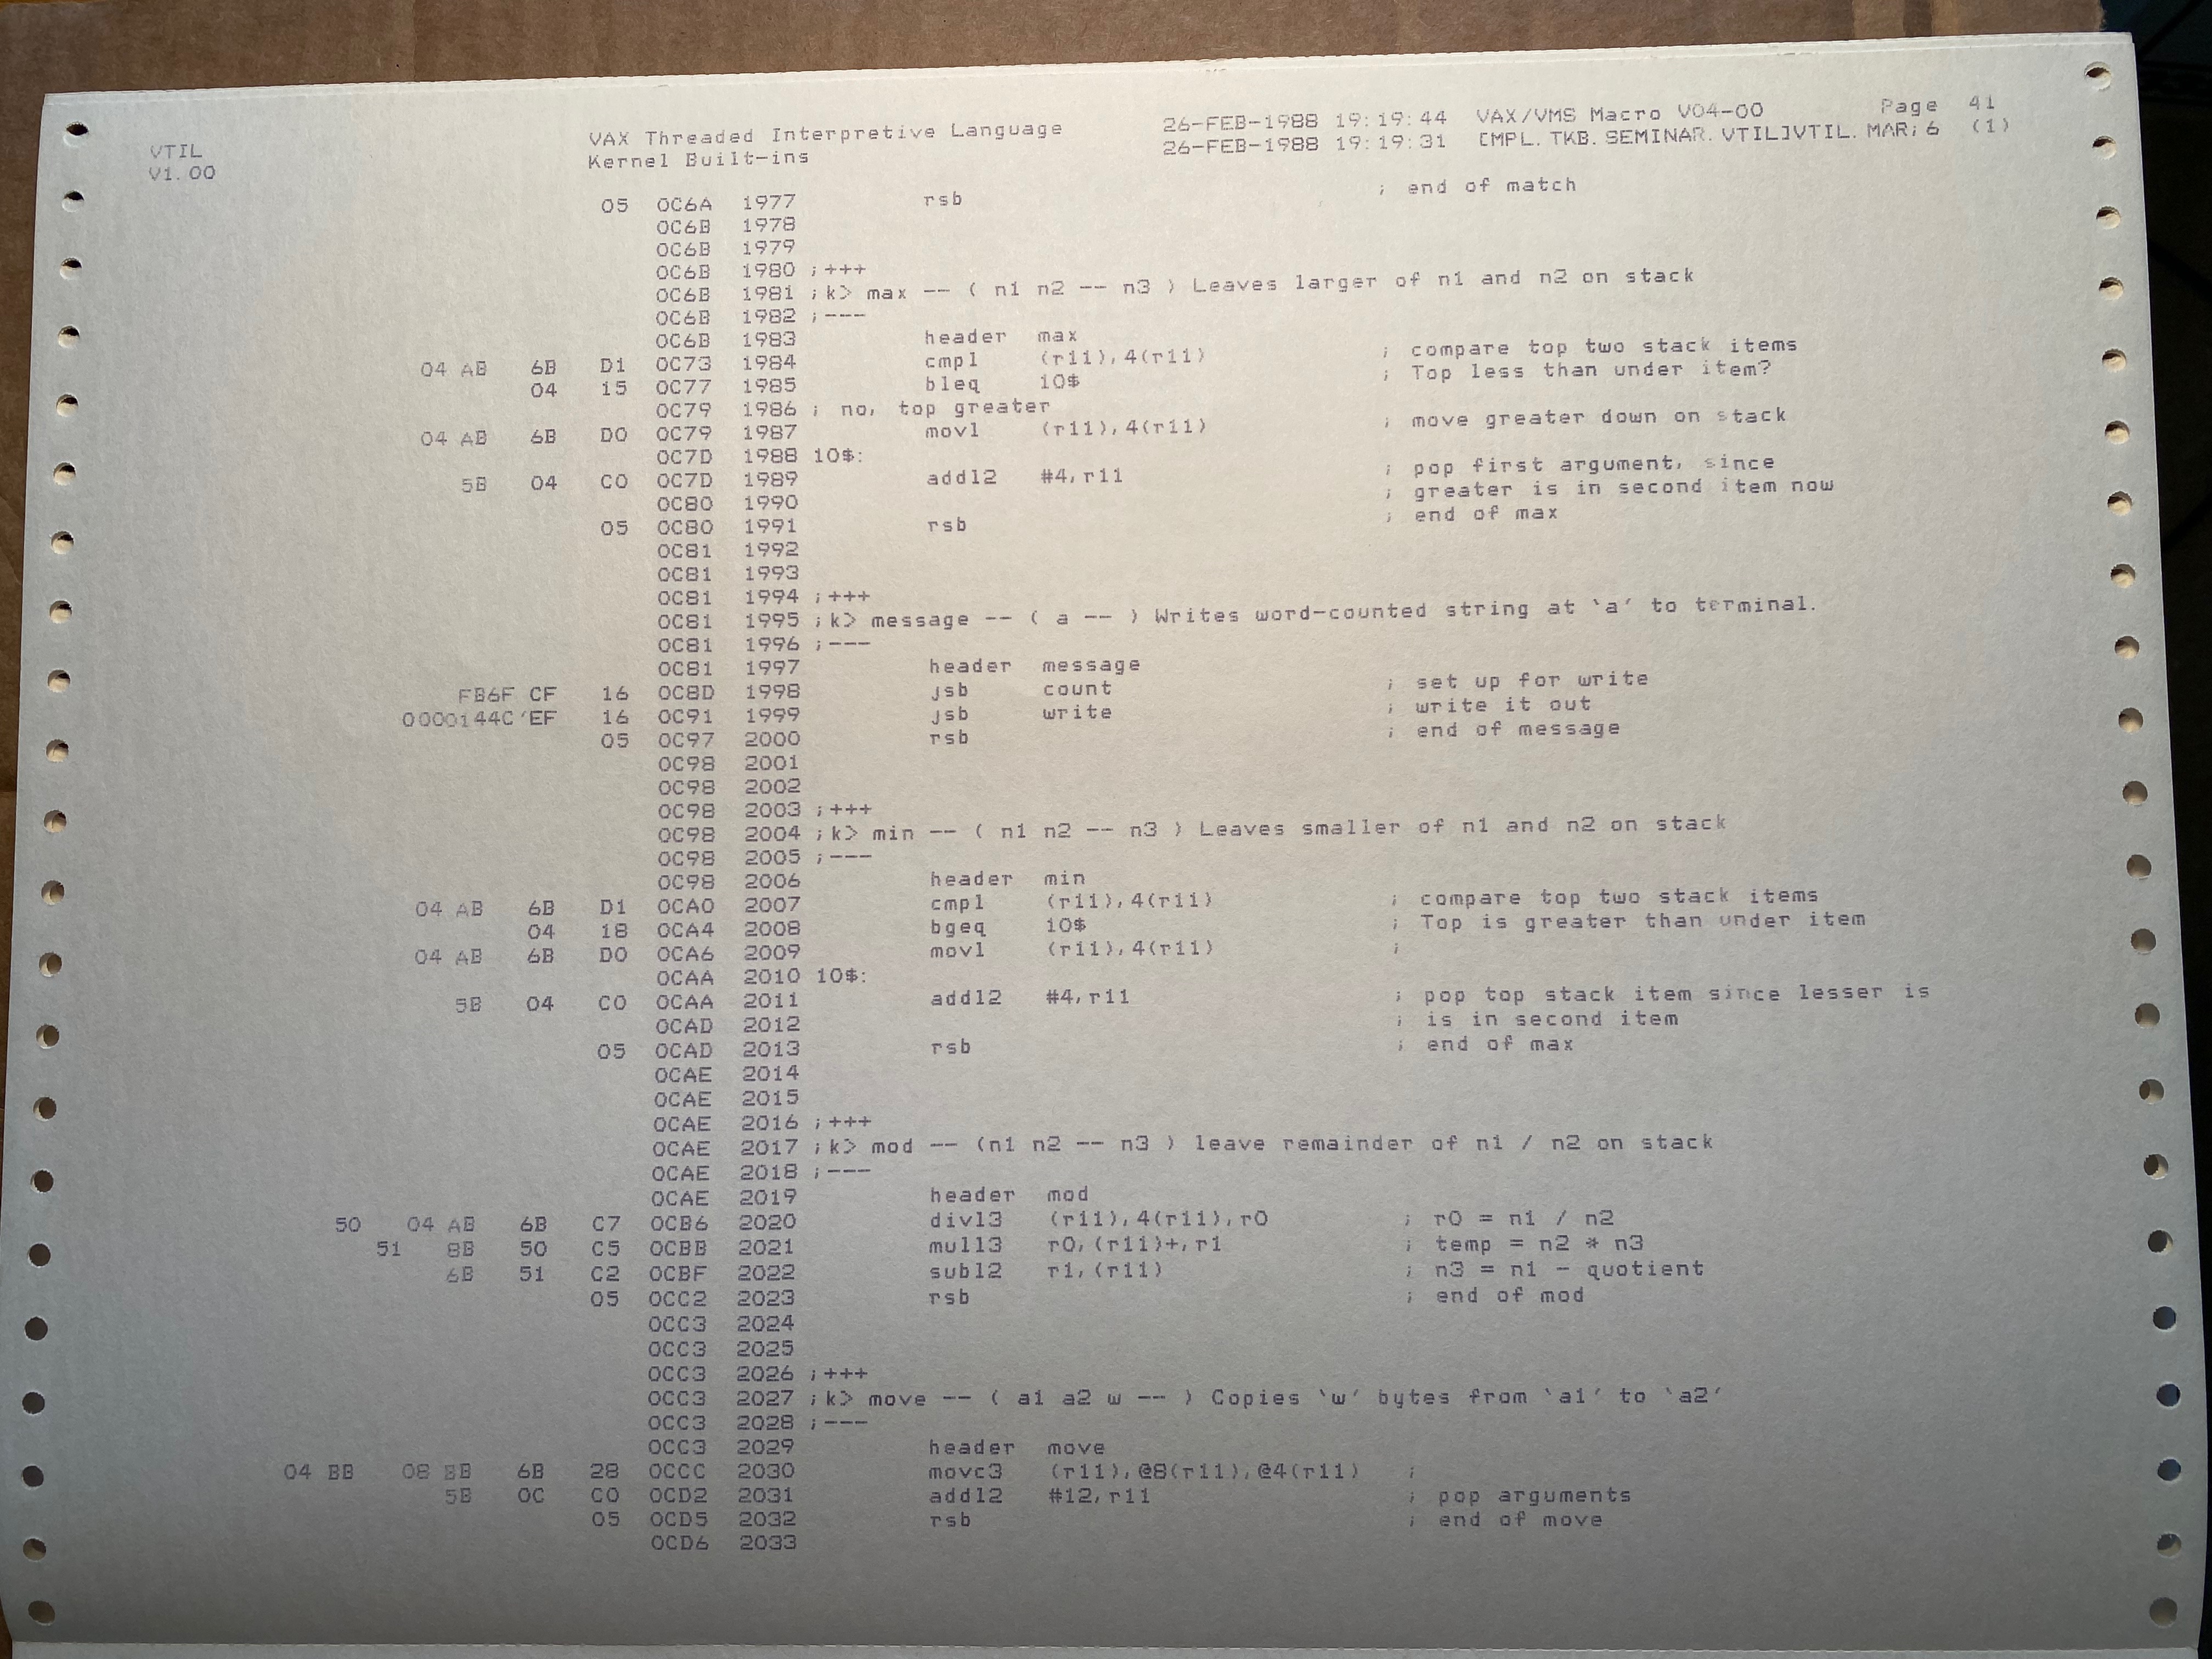 VTIL VAX Threaded Interpretive Language 26-FEB-1988 19:19:44 VAX/VMS Macro V04-00 Page 41
V1.00 Kernel Built-ins 26-FEB-1988 19:19:31 [MPL.TKB.SEMINAR.VTIL]VTIL.MAR;6 (1)
05 0C6A 1977 rsb ; end of match
0C6B 1978
0C6B 1979
0C6B 1980 ;+++
0C6B 1981 ;k> max -- ( n1 n2 -- n3 ) Leaves larger of n1 and n2 on stack
0C6B 1982 ;---
0C6B 1983 header max
04 AB 6B D1 0C73 1984 cmpl (r11),4(r11) ; compare top two stack items
04 15 0C77 1985 bleq 10$ ; Top less than under item?
0C79 1986 ; no, top greater
04 AB 6B D0 0C79 1987 movl (r11),4(r11) ; move greater down on stack
0C7D 1988 10$:
5B 04 C0 0C7D 1989 addl2 #4,r11 ; pop first argument, since
0C80 1990 ; greater is in second item now
05 0C80 1991 rsb ; end of max
0C81 1992
0C81 1993
0C81 1994 ;+++
0C81 1995 ;k> message -- ( a -- ) Writes word-counted string at `a' to terminal.
0C81 1996 ;---
0C81 1997 header message
FB6F CF 16 0C8D 1998 jsb count ; set up for write
0000144C'EF 16 0C91 1999 jsb write ; write it out
05 0C97 2000 rsb ; end of message
0C98 2001
0C98 2002
0C98 2003 ;+++
0C98 2004 ;k> min -- ( n1 n2 -- n3 ) Leaves smaller of n1 and n2 on stack
0C98 2005 ;---
0C98 2006 header min
04 AB 6B D1 0CA0 2007 cmpl (r11),4(r11) ; compare top two stack items
04 18 0CA4 2008 bgeq 10$ ; Top is greater than under item
04 AB 6B D0 0CA6 2009 movl (r11),4(r11) ;
0CAA 2010 10$:
5B 04 C0 0CAA 2011 addl2 #4,r11 ; pop top stack item since lesser is
0CAD 2012 ; is in second item
05 0CAD 2013 rsb ; end of max
0CAE 2014
0CAE 2015
0CAE 2016 ;+++
0CAE 2017 ;k> mod -- (n1 n2 -- n3 ) leave remainder of n1 / n2 on stack
0CAE 2018 ;---
0CAE 2019 header mod
50 04 AB 6B C7 0CB6 2020 divl3 (r11),4(r11),r0 ; r0 = n1 / n2
51 8B 50 C5 0CBB 2021 mull3 r0,(r11)+,r1 ; temp = n2 * n3
6B 51 C2 0CBF 2022 subl2 r1,(r11) ; n3 = n1 - quotient
05 0CC2 2023 rsb ; end of mod
0CC3 2024
0CC3 2025
0CC3 2026 ;+++
0CC3 2027 ;k> move -- ( a1 a2 w -- ) Copies `w' bytes from `a1' to `a2'
0CC3 2028 ;---
0CC3 2029 header move
04 BB 08 BB 6B 28 0CCC 2030 movc3 (r11),@8(r11),@4(r11) ;
5B 0C C0 0CD2 2031 addl2 #12,r11 ; pop arguments
05 0CD5 2032 rsb ; end of move
0CD6 2033